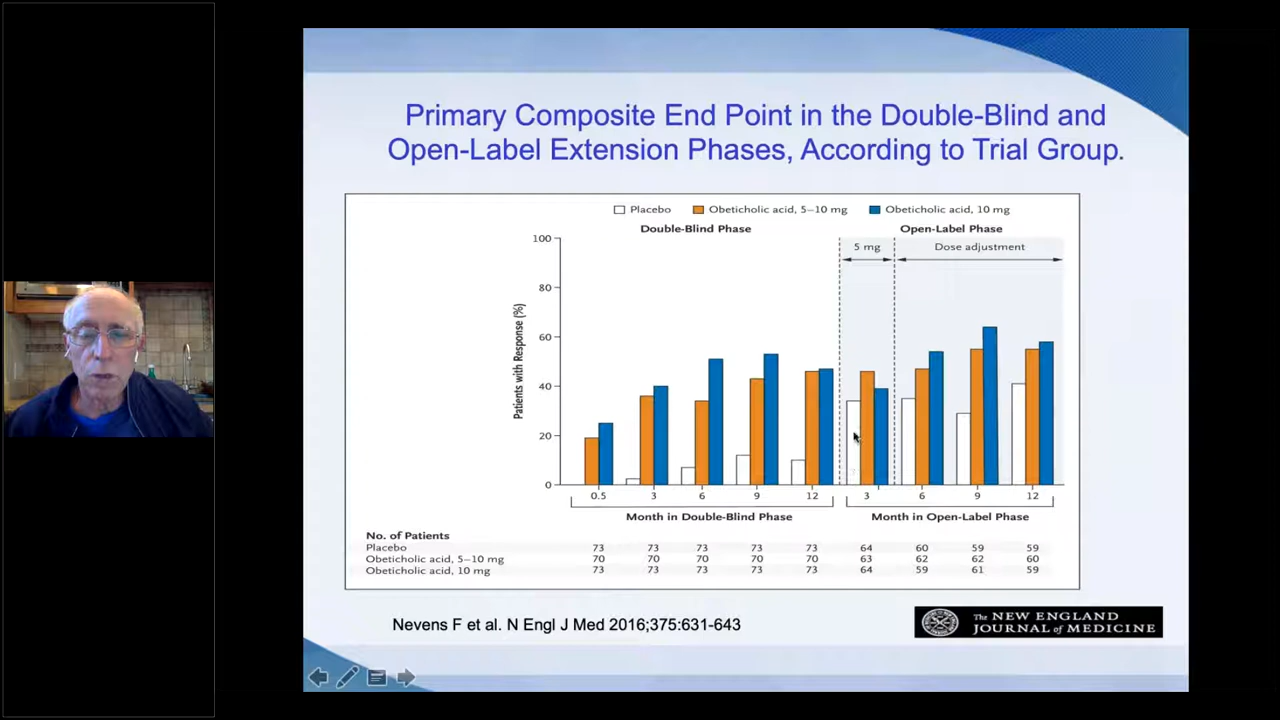 Primary Composite End Point in the Double-Blind and
Open-Label Extension Phases, According to Trial Group.
Placebo Obeticholic acid, 5–10 mg Obeticholic acid, 10 mg
Double-Blind Phase Open-Label Phase
5 mg Dose adjustment
Patients with Response (%)
100
80
60
40
20
0
0.5 3 6 9 12 3 6 9 12
Month in Double-Blind Phase Month in Open-Label Phase
No. of Patients
Placebo 73 73 73 73 73 64 60 59 59
Obeticholic acid, 5–10 mg 70 70 70 70 70 63 62 62 60
Obeticholic acid, 10 mg 73 73 73 73 73 64 59 61 59
Nevens F et al. N Engl J Med 2016;375:631-643
The NEW ENGLAND
JOURNAL of MEDICINE